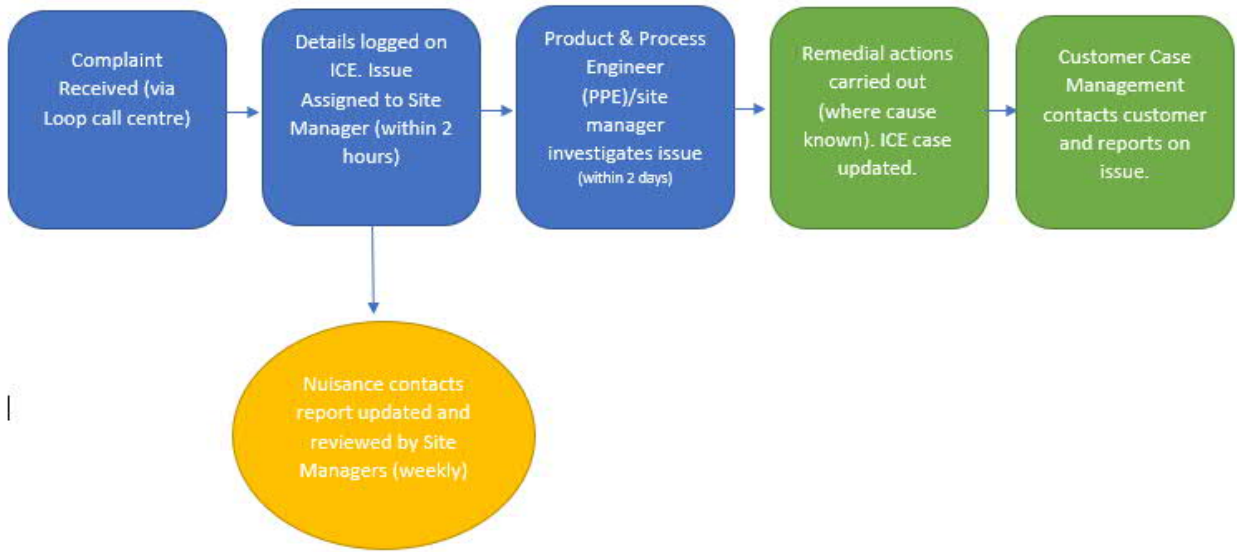 Complaint
Received (via
Loop call centre)
Details logged on
ICE. Issue
Assigned to Site
Manager (within 2
hours)
Product & Process
Engineer
(PPE)/site
manager
investigates issue
(within 2 days)
Remedial actions
carried out
(where cause
known). ICE case
updated.
Customer Case
Management
contacts customer
and reports on
issue.
Nuisance contacts
report updated and
reviewed by Site
Managers (weekly)